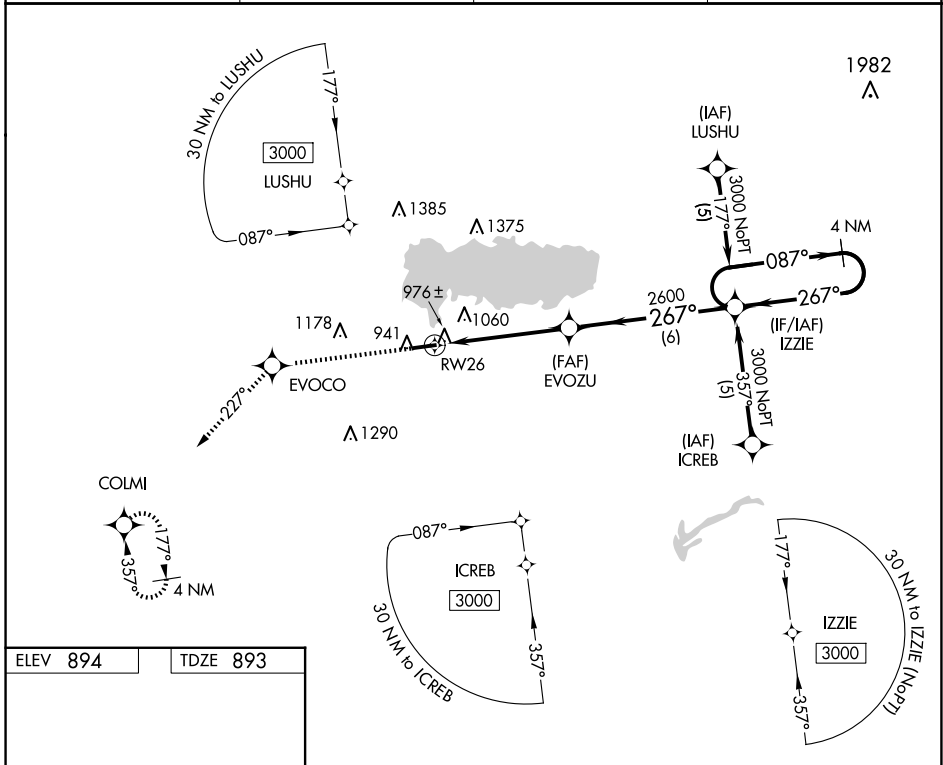 30 NM to LUSHU
177°
3000
LUSHU
087°
1982
(IAF)
LUSHU
3000 NoPT
177°
(5)
4 NM
087°
267°
(IF/IAF)
IZZIE
1385
1375
976±
1060
1178
941
RW26
2600
267°
(6)
(FAF)
EVOZU
EVOCO
227°
1290
3000 NoPT
357°
(5)
(IAF)
ICREB
COLMI
177°
357°
4 NM
087°
ICREB
3000
357°
30 NM to ICREB
177°
IZZIE
3000
357°
30 NM to IZZIE (NoPT)
ELEV 894
TDZE 893